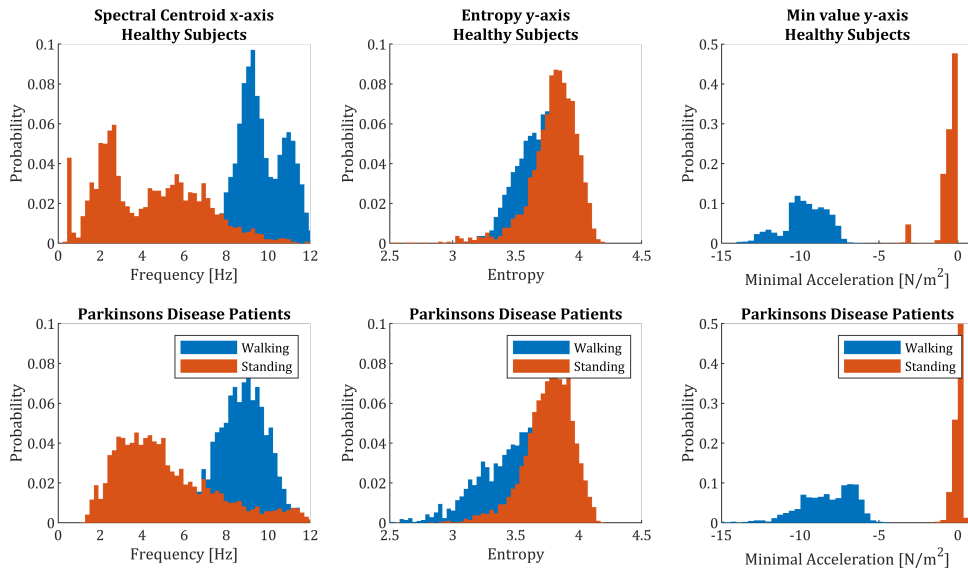 Spectral Centroid x-axis
Healthy Subjects
0.1
0.08
0.06
0.04
0.02
0
Probability
0 2 4 6 8 10 12
Frequency [Hz]
Entropy y-axis
Healthy Subjects
0.1
0.08
0.06
0.04
0.02
0
Probability
2.5 3 3.5 4 4.5
Entropy
Min value y-axis
Healthy Subjects
0.5
0.4
0.3
0.2
0.1
0
Probability
-15 -10 -5 0
Minimal Acceleration [N/m²]
Parkinsons Disease Patients
0.1
0.08
0.06
0.04
0.02
0
Probability
Walking
Standing
0 2 4 6 8 10 12
Frequency [Hz]
Parkinsons Disease Patients
0.1
0.08
0.06
0.04
0.02
0
Probability
Walking
Standing
2.5 3 3.5 4 4.5
Entropy
Parkinsons Disease Patients
0.5
0.4
0.3
0.2
0.1
0
Probability
Walking
Standing
-15 -10 -5 0
Minimal Acceleration [N/m²]